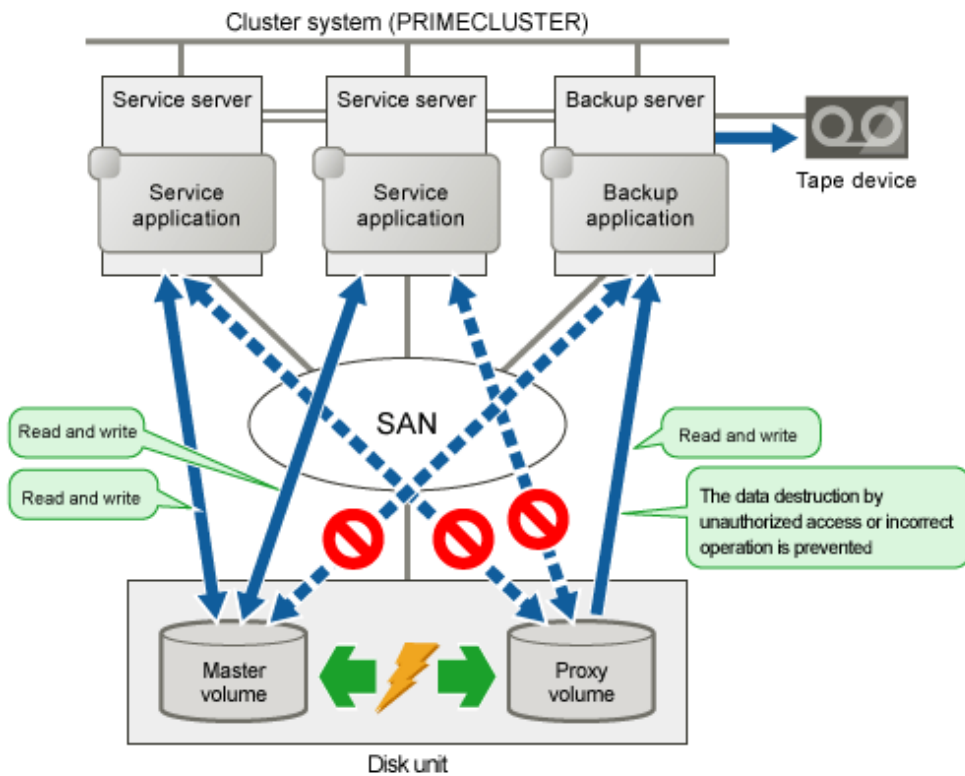 Cluster system (PRIMECLUSTER)
Service server
Service server
Backup server
Service
application
Service
application
Backup
application
Tape device
SAN
Read and write
Read and write
Read and write
The data destruction by
unauthorized access or incorrect
operation is prevented
Master
volume
Proxy
volume
Disk unit